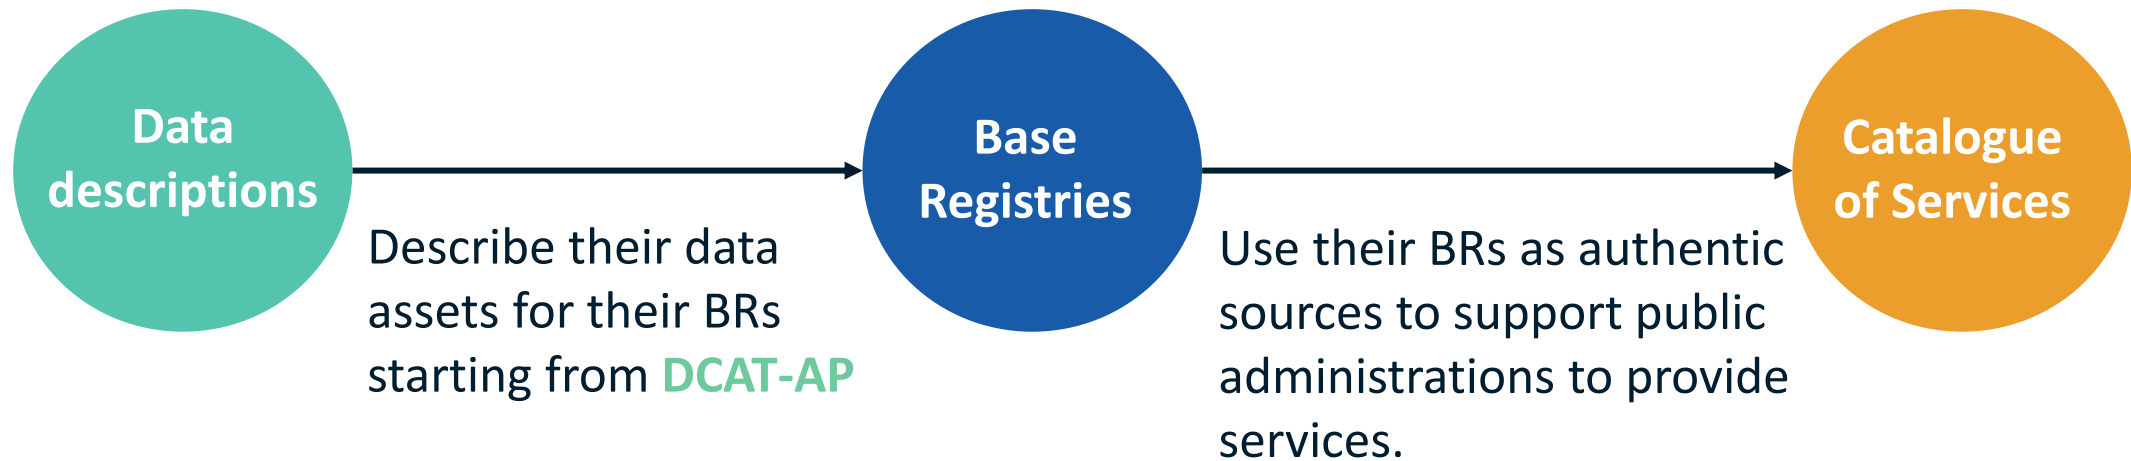 Data
descriptions
Describe their data
assets for their BRs
starting from DCAT-AP
Base
Registries
Use their BRs as authentic
sources to support public
administrations to provide
services.
Catalogue
of Services